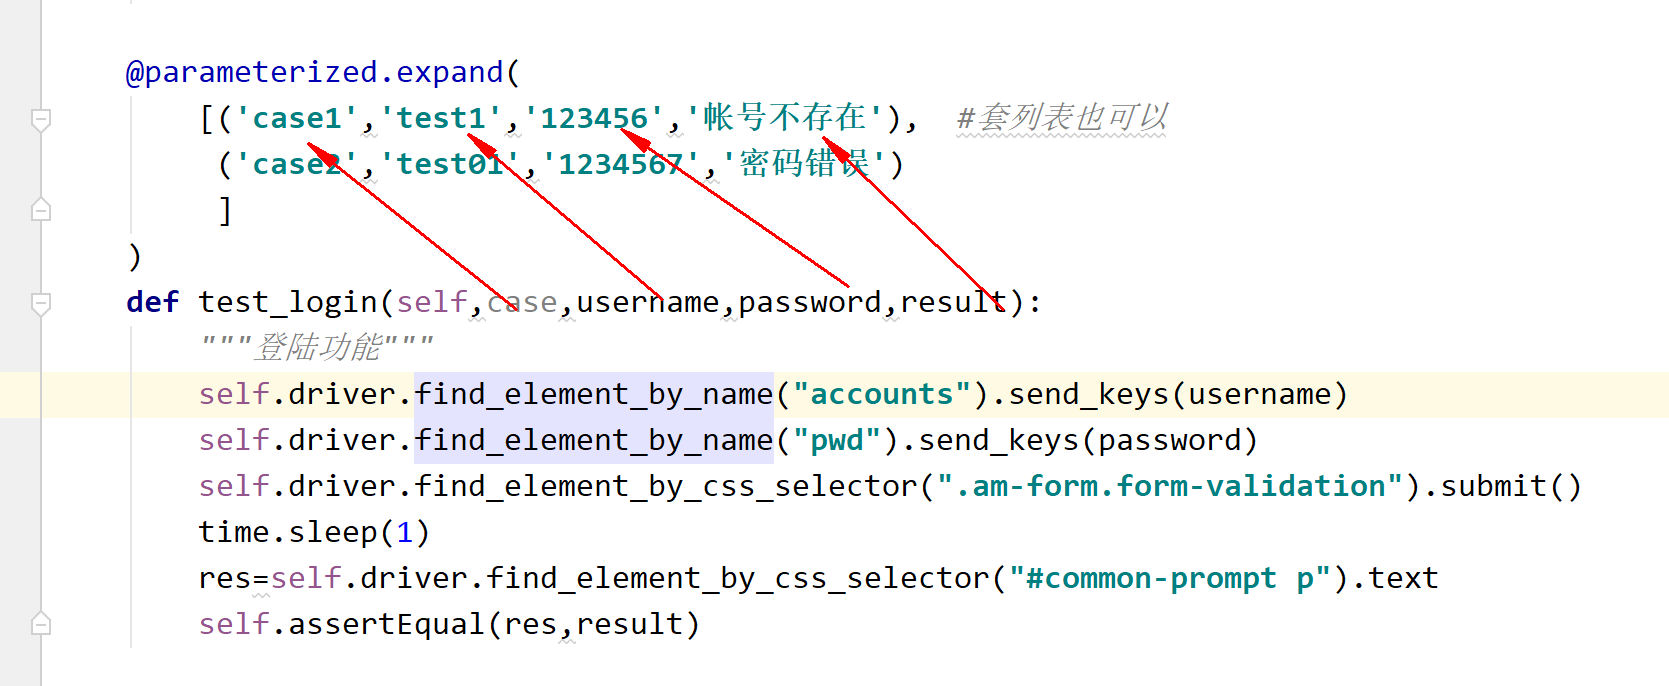 @parameterized.expand(
    [('case1','test1','123456','帐号不存在'),  #套列表也可以
     ('case2','test01','1234567','密码错误')
     ]
)
def test_login(self,case,username,password,result):
    """登陆功能"""
    self.driver.find_element_by_name("accounts").send_keys(username)
    self.driver.find_element_by_name("pwd").send_keys(password)
    self.driver.find_element_by_css_selector(".am-form.form-validation").submit()
    time.sleep(1)
    res=self.driver.find_element_by_css_selector("#common-prompt p").text
    self.assertEqual(res,result)